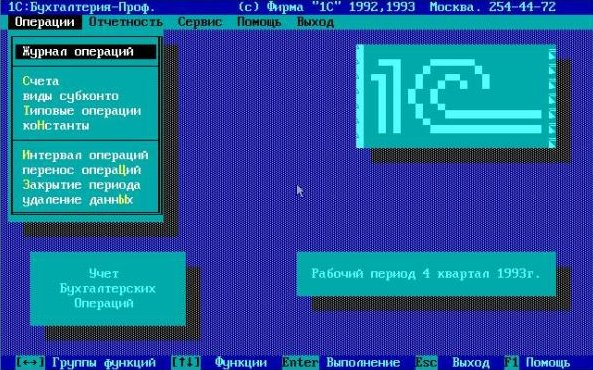 1С:Бухгалтерия-Проф. (с) Фирма "1С" 1992,1993 Москва. 254-44-72
Операции Отчетность Сервис Помощь Выход
Журнал операций
Счета
виды субконто
Типовые операции
коНстанты
Интервал операций
перенос операЦий
Закрытие периода
удаление даннЫх
1С
Учет
Бухгалтерских
Операций
Рабочий период 4 квартал 1993г.
[↔] Группы функций [↑↓] Функции Enter Выполнение Esc Выход F1 Помощь